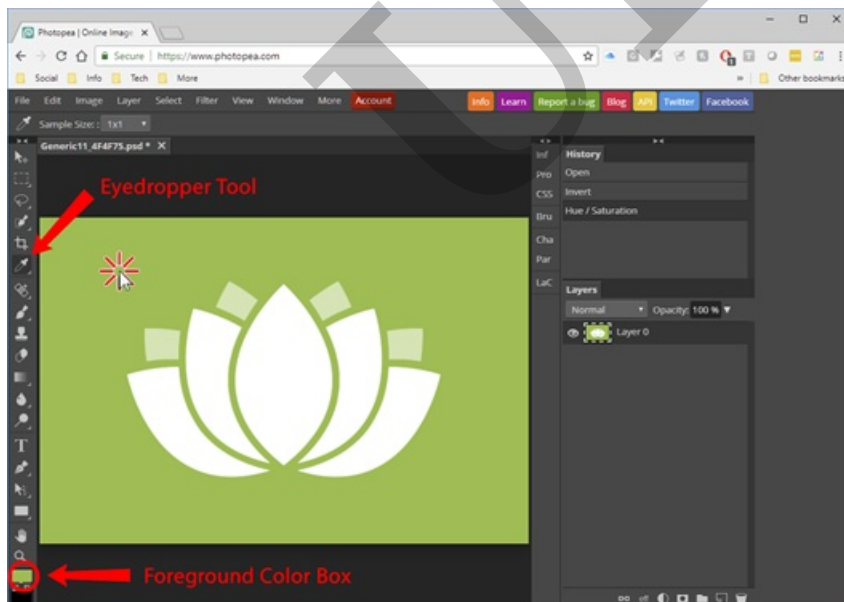 Photopea | Online Image
Secure | https://www.photopea.com
Social Info Tech More
Other bookmarks
File Edit Image Layer Select Filter View Window More Account
Info Learn Report a bug Blog API Twitter Facebook
Sample Size: : 1x1
Generic11_4F4F75.psd *
Eyedropper Tool
Foreground Color Box
Inf
Pro
CSS
Bru
Cha
Par
LaC
History
Open
Invert
Hue / Saturation
Layers
Normal Opacity: 100 %
Layer 0